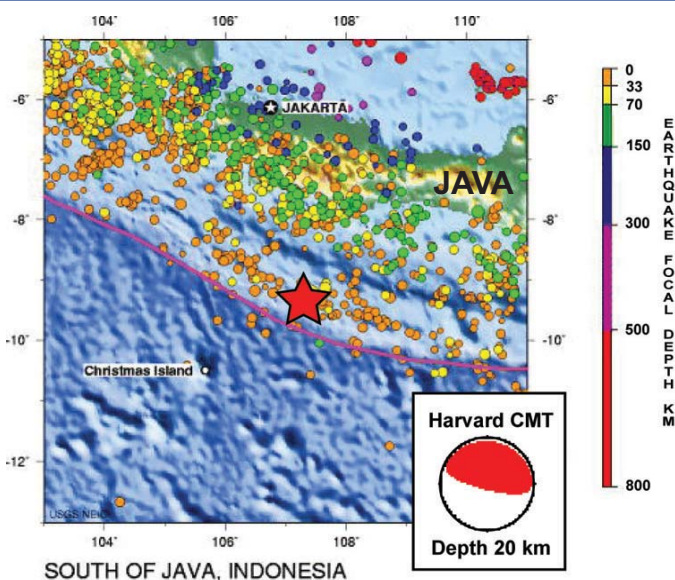 104˚ 106˚ 108˚ 110˚
-6˚ -6˚
JAKARTA
JAVA
-8˚ -8˚
-10˚ -10˚
Christmas Island
-12˚
USGS NEIC
104˚ 106˚ 108˚
SOUTH OF JAVA, INDONESIA
Harvard CMT
Depth 20 km
0
33
70
150
300
500
800
EARTHQUAKE FOCAL DEPTH KM